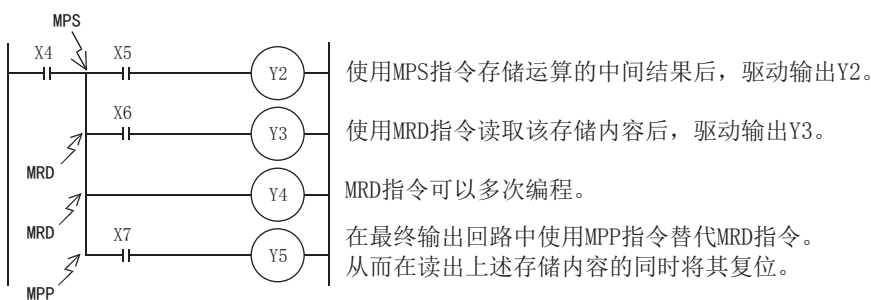 MPS
X4 X5
Y2 使用MPS指令存储运算的中间结果后，驱动输出Y2。
X6
Y3 使用MRD指令读取该存储内容后，驱动输出Y3。
MRD
Y4 MRD指令可以多次编程。
MRD X7
Y5 在最终输出回路中使用MPP指令替代MRD指令。
从而在读出上述存储内容的同时将其复位。
MPP